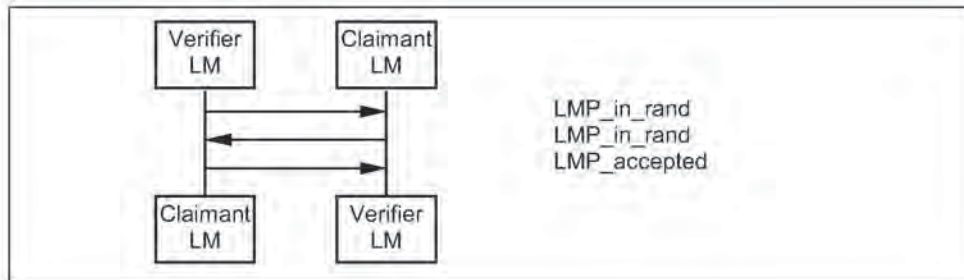 Verifier
LM
Claimant
LM
LMP_in_rand
LMP_in_rand
LMP_accepted
Claimant
LM
Verifier
LM